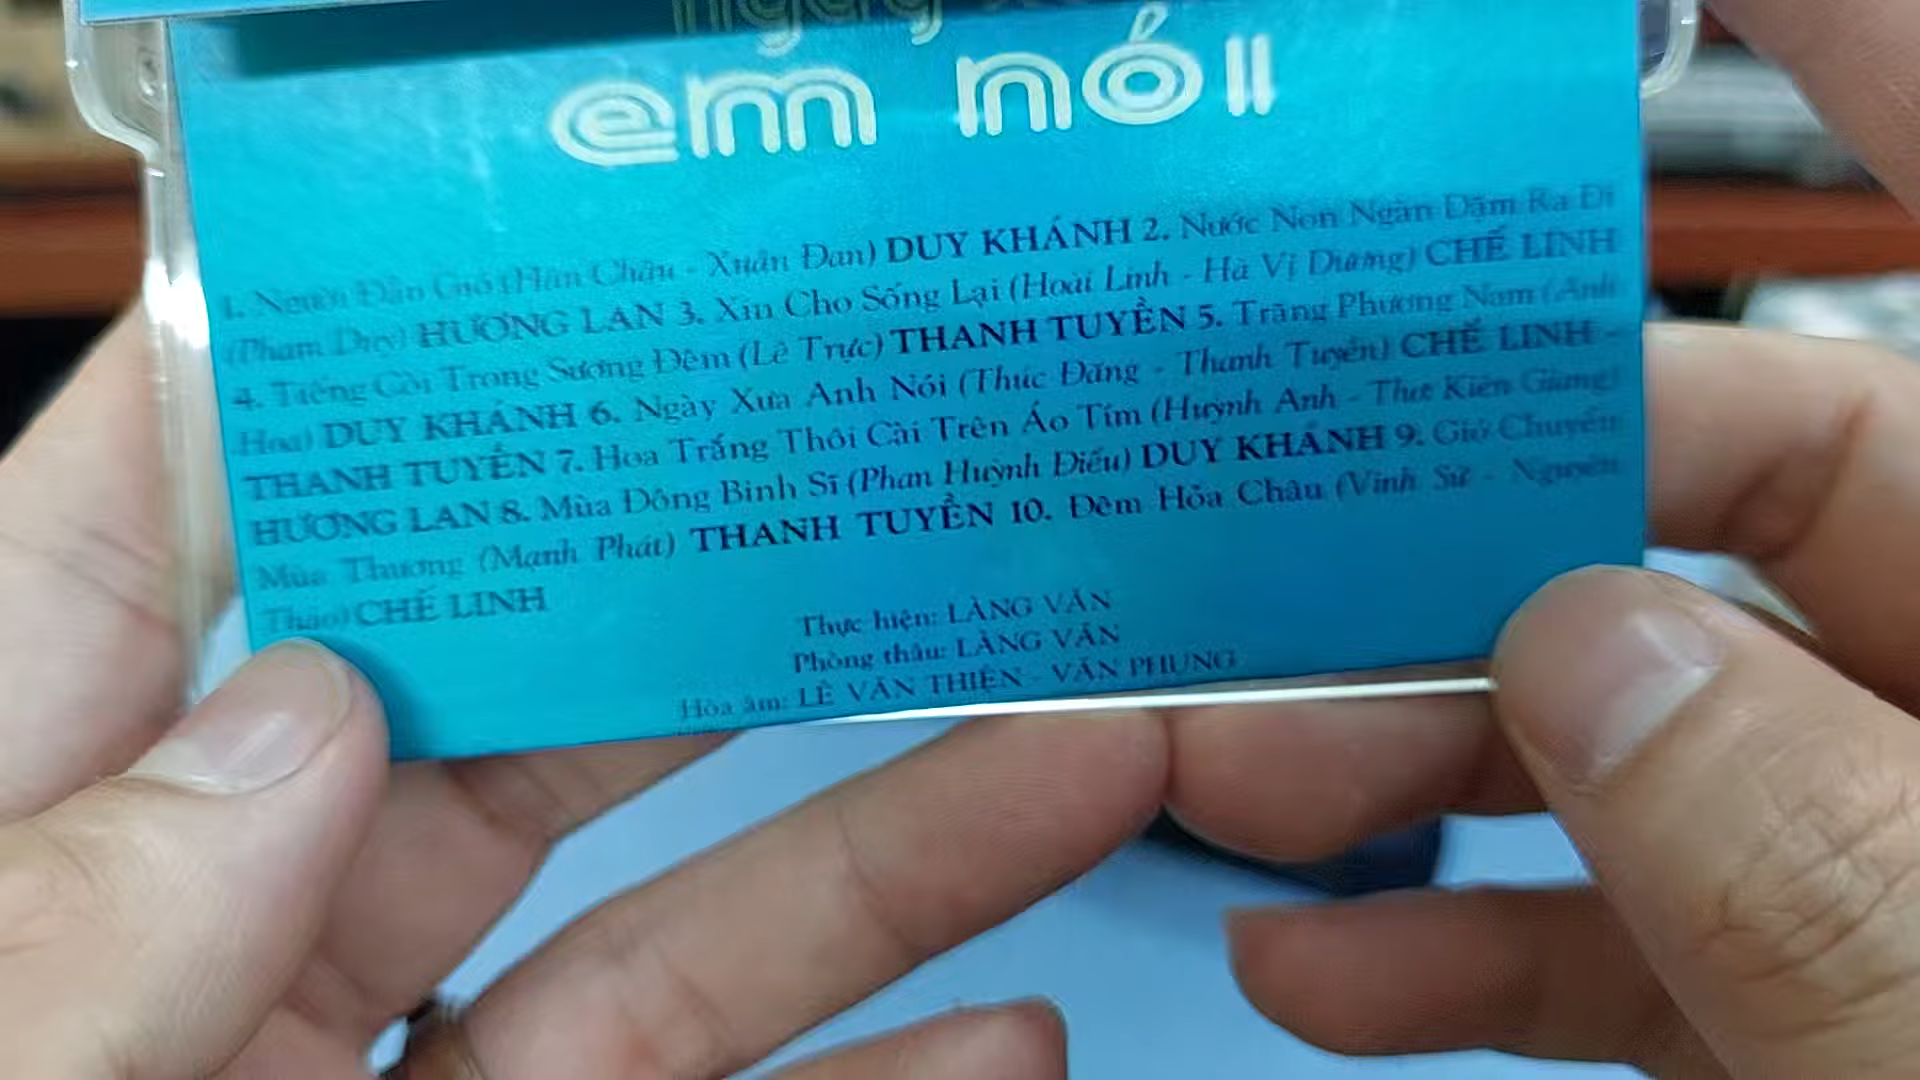 ngày
em nói
1. Người Đẫn Gió (Hàn Châu - Xuân Đan) DUY KHÁNH 2. Nước Non Ngàn Dặm Ra Đi
(Phạm Duy) HƯƠNG LAN 3. Xin Cho Sống Lại (Hoài Linh - Hà Vị Dương) CHẾ LINH
4. Tiếng Còi Trong Sương Đêm (Lê Trực) THANH TUYỀN 5. Trăng Phương Nam (Anh
Hoa) DUY KHÁNH 6. Ngày Xưa Anh Nói (Thúc Đăng - Thanh Tuyền) CHẾ LINH -
THANH TUYỀN 7. Hoa Trắng Thôi Cài Trên Áo Tím (Huỳnh Anh - Thơ Kiên Giang)
HƯƠNG LAN 8. Mùa Đông Binh Sĩ (Phan Huỳnh Điểu) DUY KHÁNH 9. Gió Chuyển
Mùa Thương (Mạnh Phát) THANH TUYỀN 10. Đêm Hỏa Châu (Vinh Sử - Nguyên
Thảo) CHẾ LINH
Thực hiện: LÀNG VĂN
Phòng thâu: LÀNG VĂN
Hòa âm: LÊ VĂN THIỆN - VĂN PHỤNG